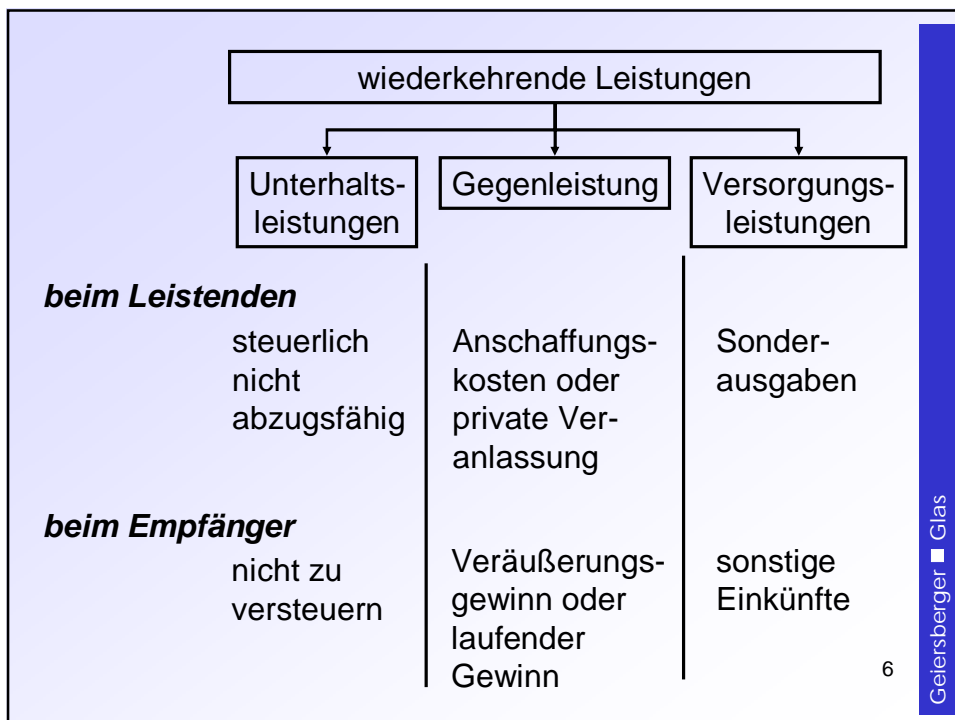 wiederkehrende Leistungen
Unterhalts-
leistungen
Gegenleistung
Versorgungs-
leistungen
beim Leistenden
steuerlich
nicht
abzugsfähig
Anschaffungs-
kosten oder
private Ver-
anlassung
Sonder-
ausgaben
beim Empfänger
nicht zu
versteuern
Veräußerungs-
gewinn oder
laufender
Gewinn
sonstige
Einkünfte
6
Geiersberger ■ Glas